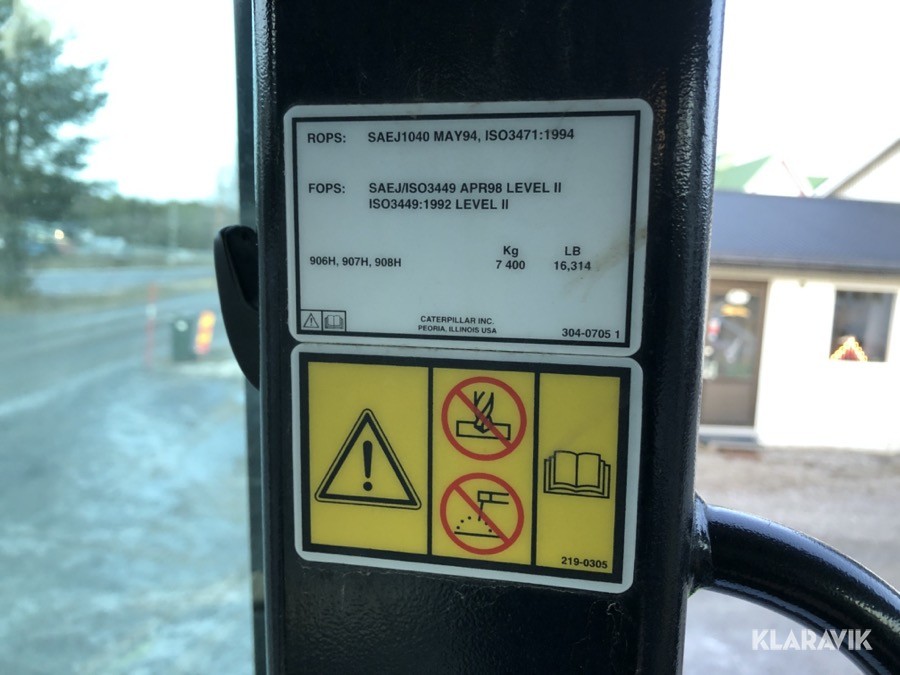 ROPS: SAEJ1040 MAY94, ISO3471:1994
FOPS: SAEJ/ISO3449 APR98 LEVEL II
ISO3449:1992 LEVEL II
Kg LB
906H, 907H, 908H 7 400 16,314
CATERPILLAR INC.
PEORIA, ILLINOIS USA
304-0705 1
219-0305
KLARAVIK